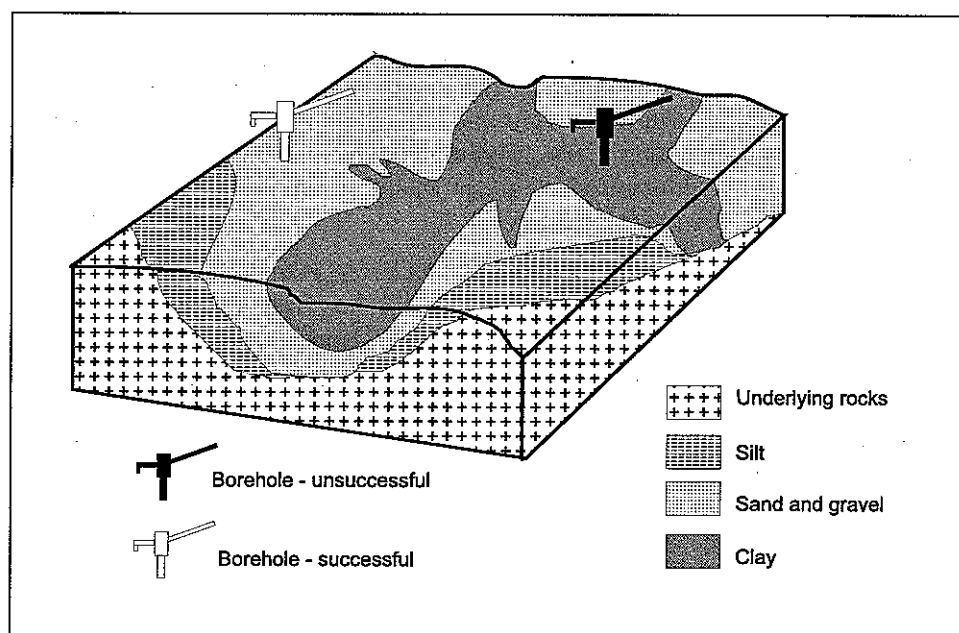 Underlying rocks
Silt
Sand and gravel
Clay
Borehole - unsuccessful
Borehole - successful